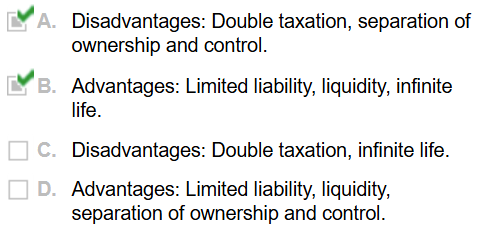 A. Disadvantages: Double taxation, separation of
ownership and control.
B. Advantages: Limited liability, liquidity, infinite
life.
C. Disadvantages: Double taxation, infinite life.
D. Advantages: Limited liability, liquidity,
separation of ownership and control.